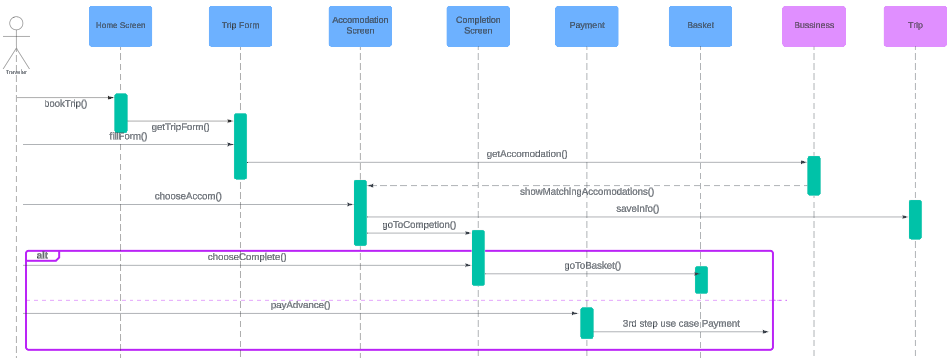 Home Screen
Trip Form
Accomodation
Screen
Completion
Screen
Payment
Basket
Bussiness
Trip
Traveler
bookTrip()
getTripForm()
fillForm()
getAccomodation()
showMatchingAccomodations()
chooseAccom()
saveInfo()
goToCompetion()
alt
chooseComplete()
goToBasket()
payAdvance()
3rd step use case Payment